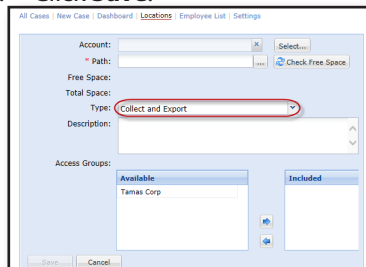 All Cases | New Case | Dashboard | Locations | Employee List | Settings
Account: × Select...
* Path: .... Check Free Space
Free Space:
Total Space:
Type: Collect and Export
Description:
Access Groups:
Available Included
Tamas Corp
Save Cancel